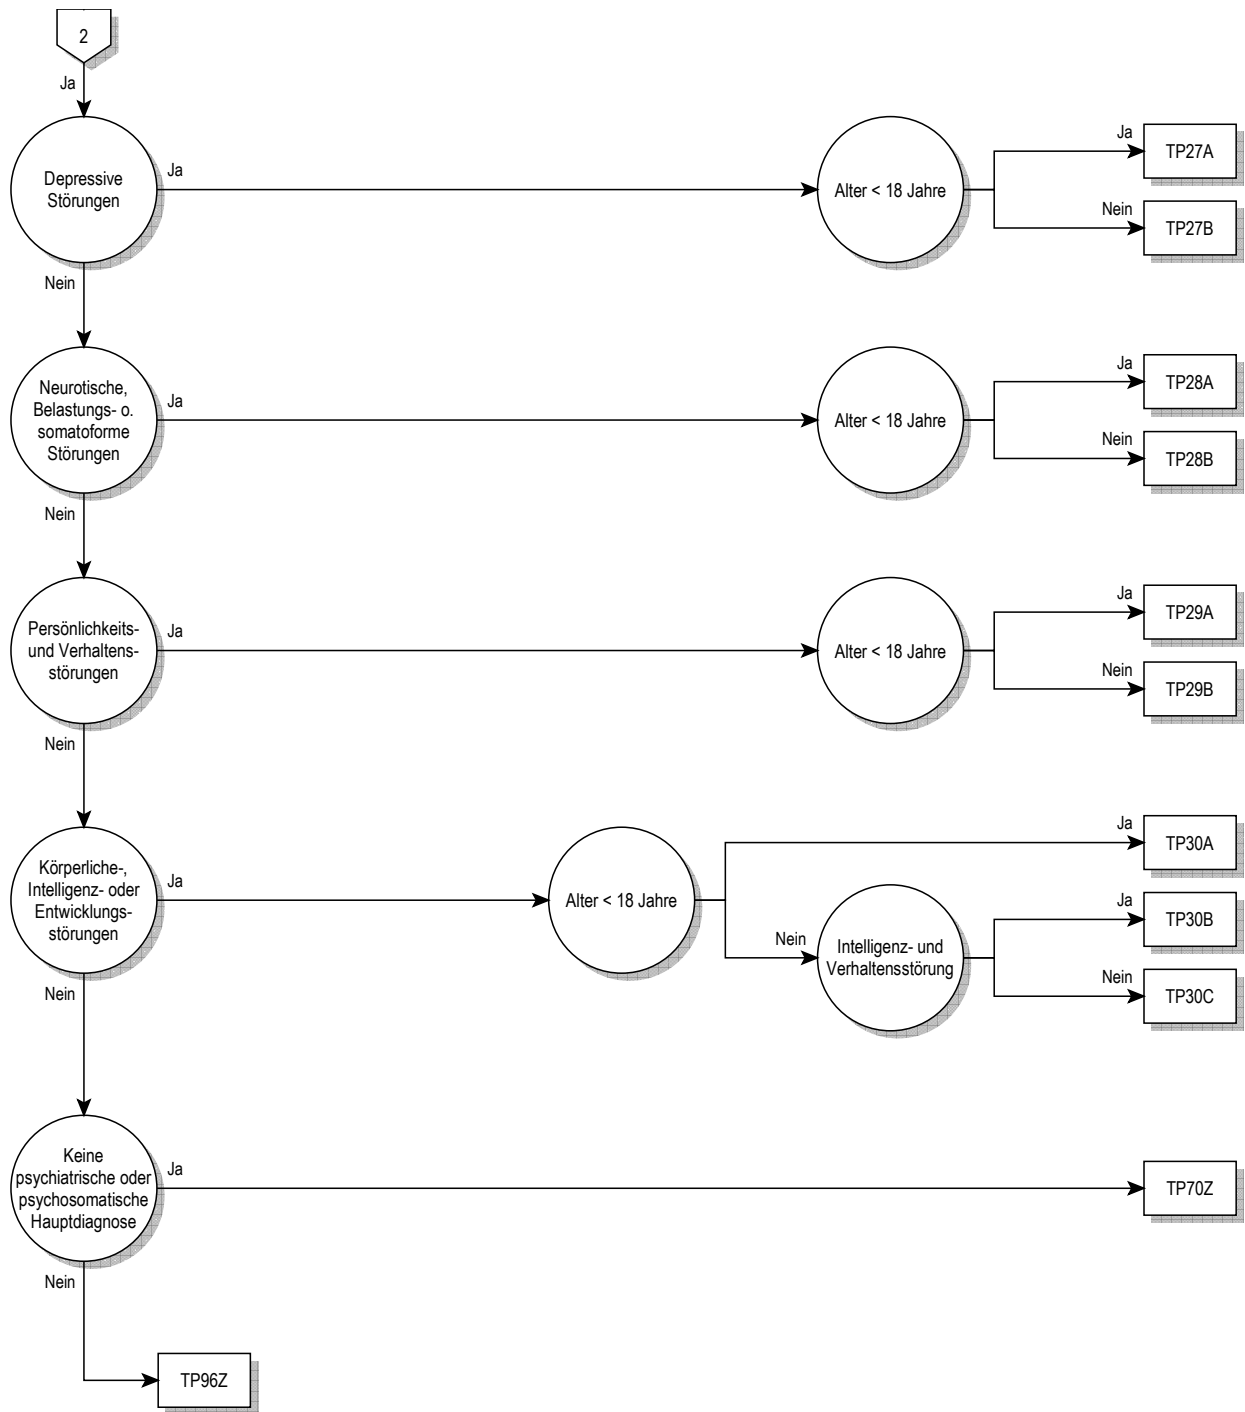 2
Ja
Depressive
Störungen
Ja
Alter < 18 Jahre
Ja
TP27A
Nein
TP27B
Nein
Neurotische,
Belastungs- o.
somatoforme
Störungen
Ja
Alter < 18 Jahre
Ja
TP28A
Nein
TP28B
Nein
Persönlichkeits-
und Verhaltens-
störungen
Ja
Alter < 18 Jahre
Ja
TP29A
Nein
TP29B
Nein
Körperliche-,
Intelligenz- oder
Entwicklungs-
störungen
Ja
Alter < 18 Jahre
Ja
TP30A
Nein
Intelligenz- und
Verhaltensstörung
Ja
TP30B
Nein
TP30C
Nein
Keine
psychiatrische oder
psychosomatische
Hauptdiagnose
Ja
TP70Z
Nein
TP96Z